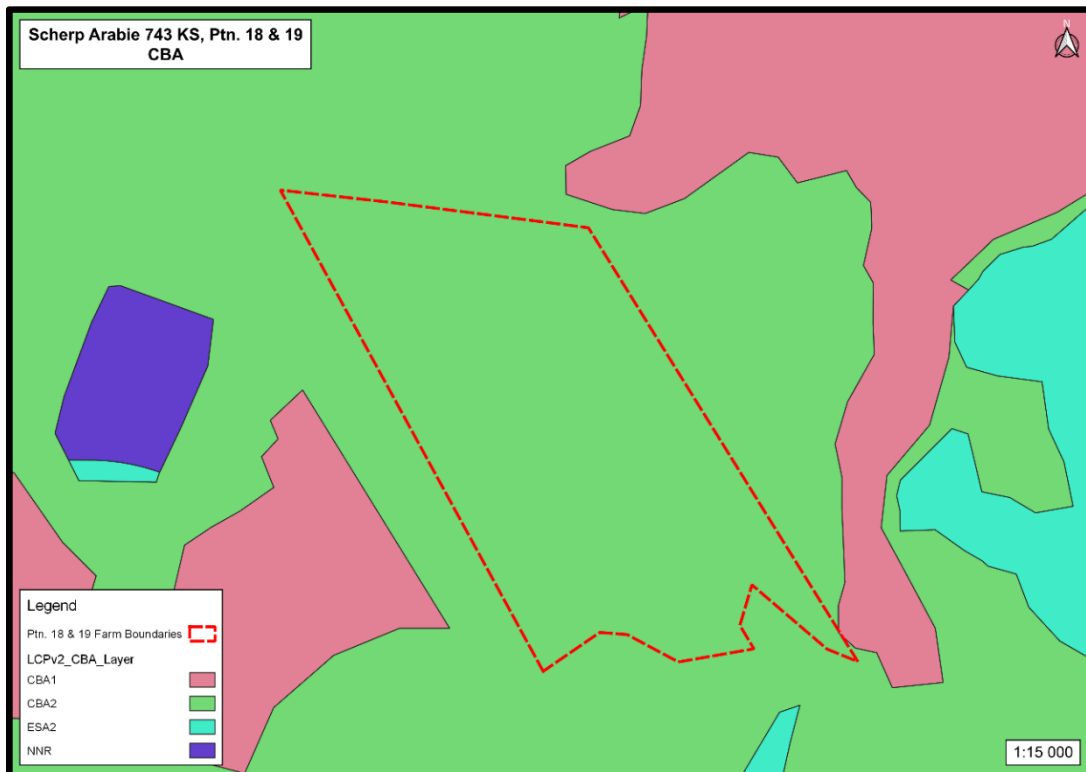 Scherp Arabie 743 KS, Ptn. 18 & 19
CBA
N
Legend
Ptn. 18 & 19 Farm Boundaries
LCPv2_CBA_Layer
CBA1
CBA2
ESA2
NNR
1:15 000